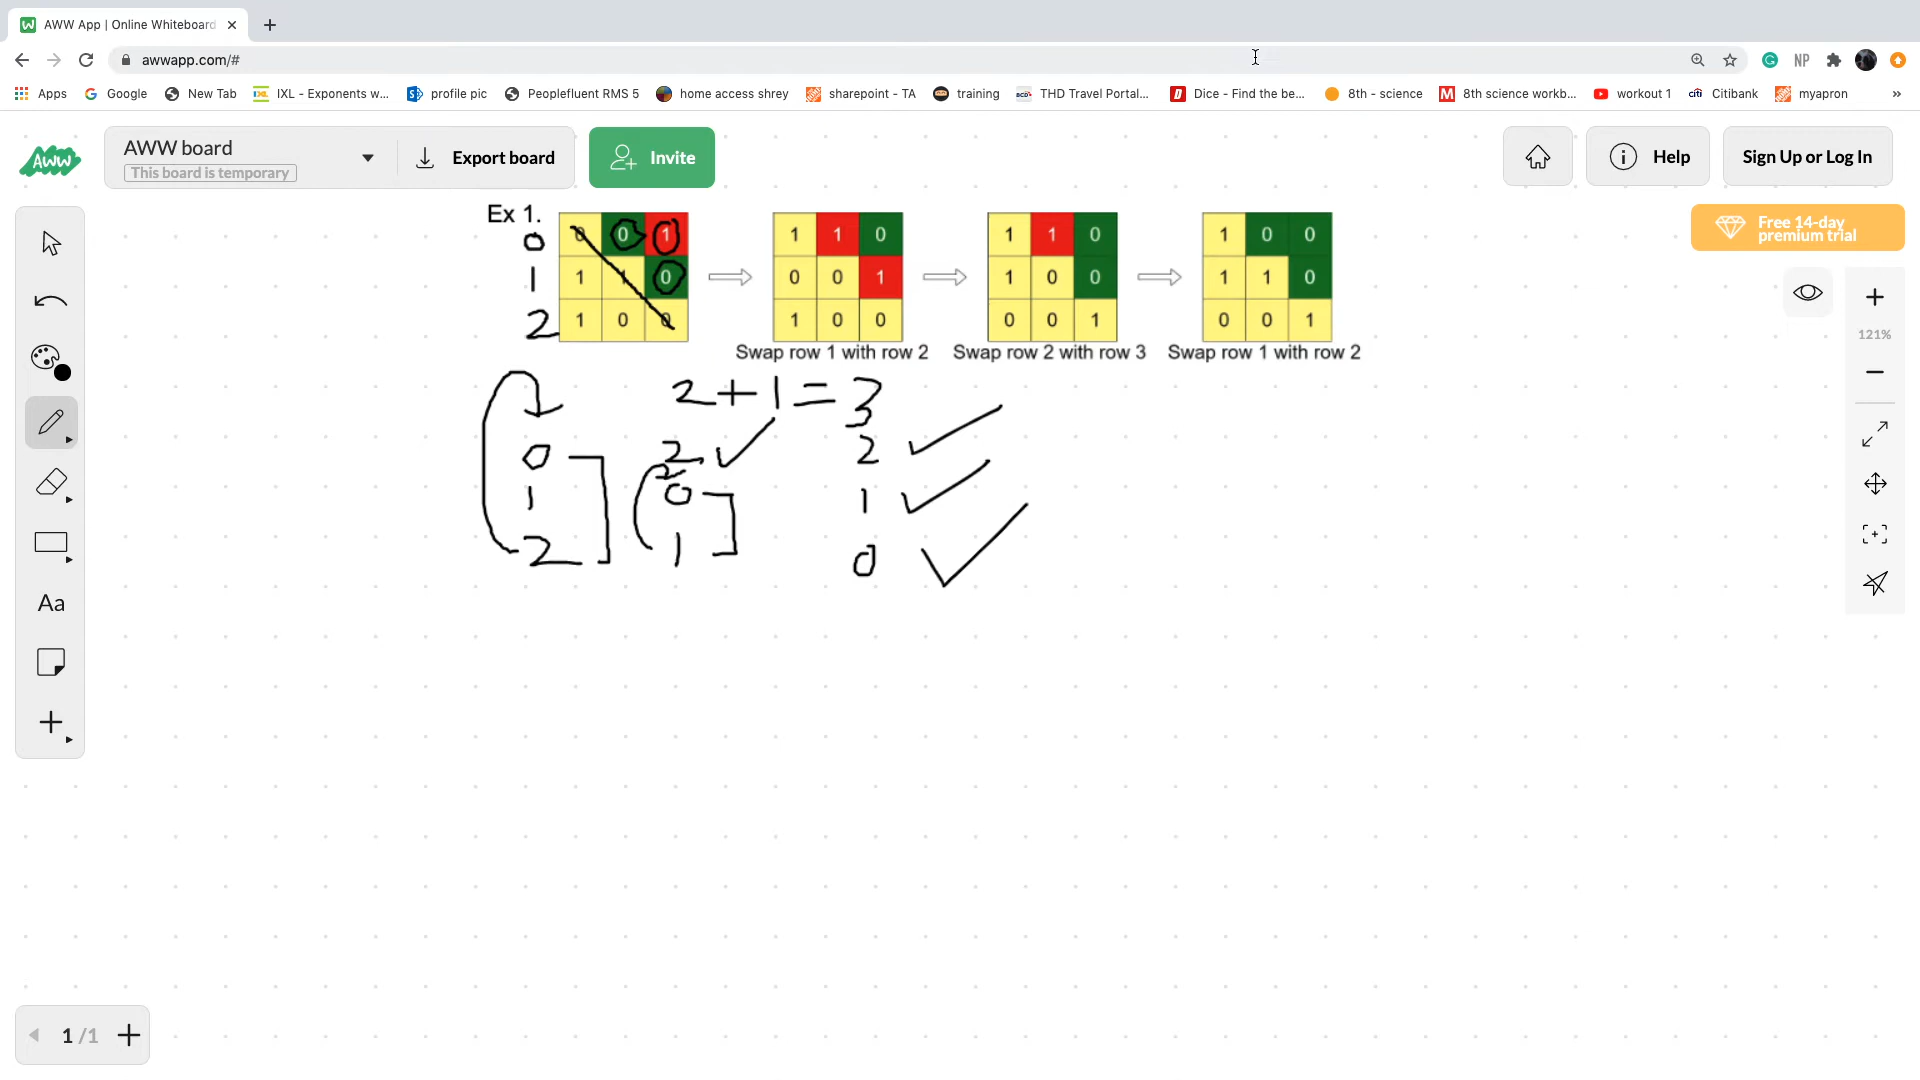 AWW App | Online Whiteboard
awwapp.com/#
NP
Apps Google New Tab IXL - Exponents w... profile pic Peoplefluent RMS 5 home access shrey sharepoint - TA training THD Travel Portal... Dice - Find the be... 8th - science 8th science workb... workout 1 Citibank myapron »
AWW
AWW board
This board is temporary
Export board
Invite
Help
Sign Up or Log In
Free 14-day
premium trial
121%
Aa
Ex 1.
0 0 0 1
1 1 1 0
2 1 0 0
1 1 0
0 0 1
1 0 0
Swap row 1 with row 2
1 1 0
1 0 0
0 0 1
Swap row 2 with row 3
1 0 0
1 1 0
0 0 1
Swap row 1 with row 2
2+1=3
0 2 2
1 2 0 1
2 1 0
1 /1